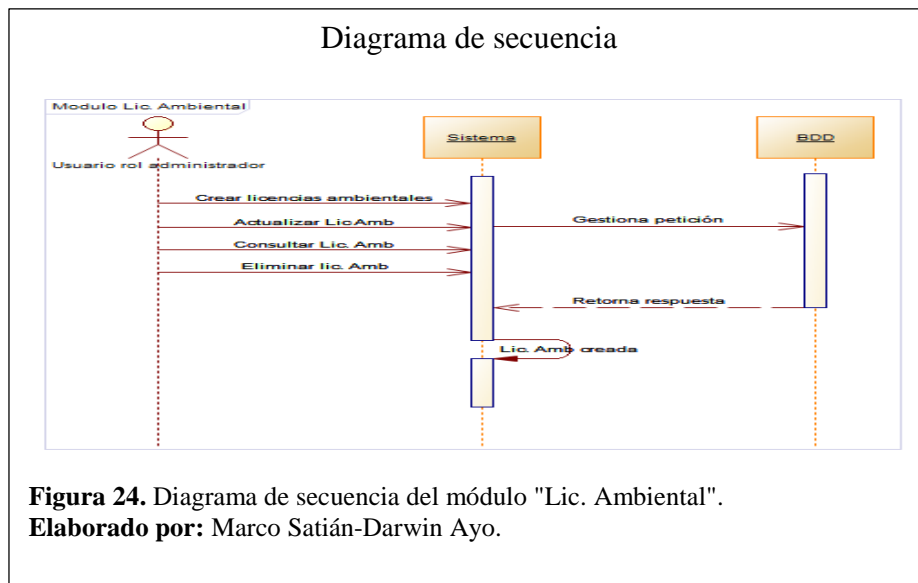 Diagrama de secuencia
Modulo Lic. Ambiental
Sistema
BDD
Usuario rol administrador
Crear licencias ambientales
Actualizar Lic Amb
Gestiona petición
Consultar Lic. Amb
Eliminar lic. Amb
Retorna respuesta
Lic. Amb creada
Figura 24. Diagrama de secuencia del módulo "Lic. Ambiental".
Elaborado por: Marco Satián-Darwin Ayo.